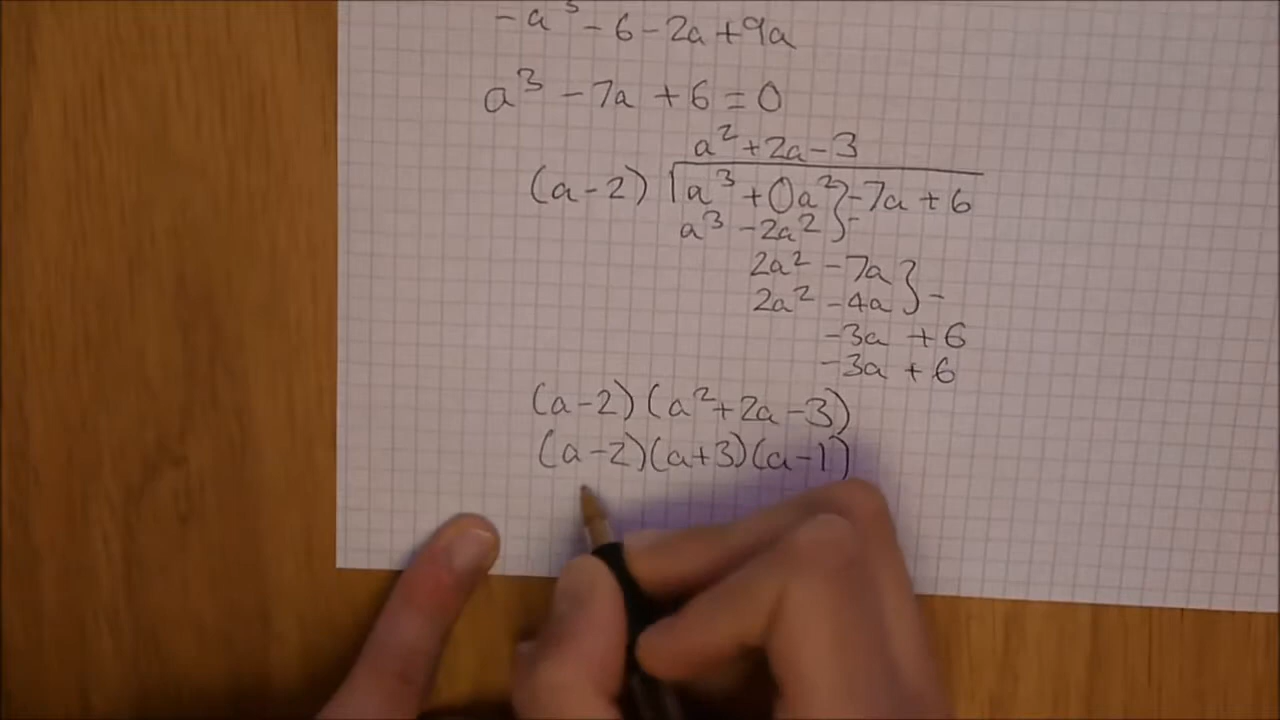 -a³ - 6 - 2a + 9a
a³ - 7a + 6 = 0
a² + 2a - 3
(a-2) a³ + 0a² - 7a + 6
a³ - 2a² } -
2a² - 7a
2a² - 4a } -
-3a + 6
-3a + 6
(a-2)(a² + 2a - 3)
(a-2)(a+3)(a-1)